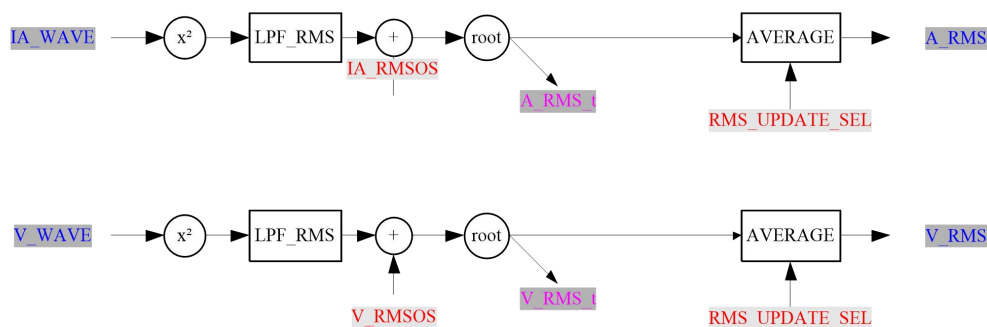 IA_WAVE x² LPF_RMS + root AVERAGE A_RMS
IA_RMSOS
A_RMS_t
RMS_UPDATE_SEL
V_WAVE x² LPF_RMS + root AVERAGE V_RMS
V_RMS_t
V_RMSOS
RMS_UPDATE_SEL